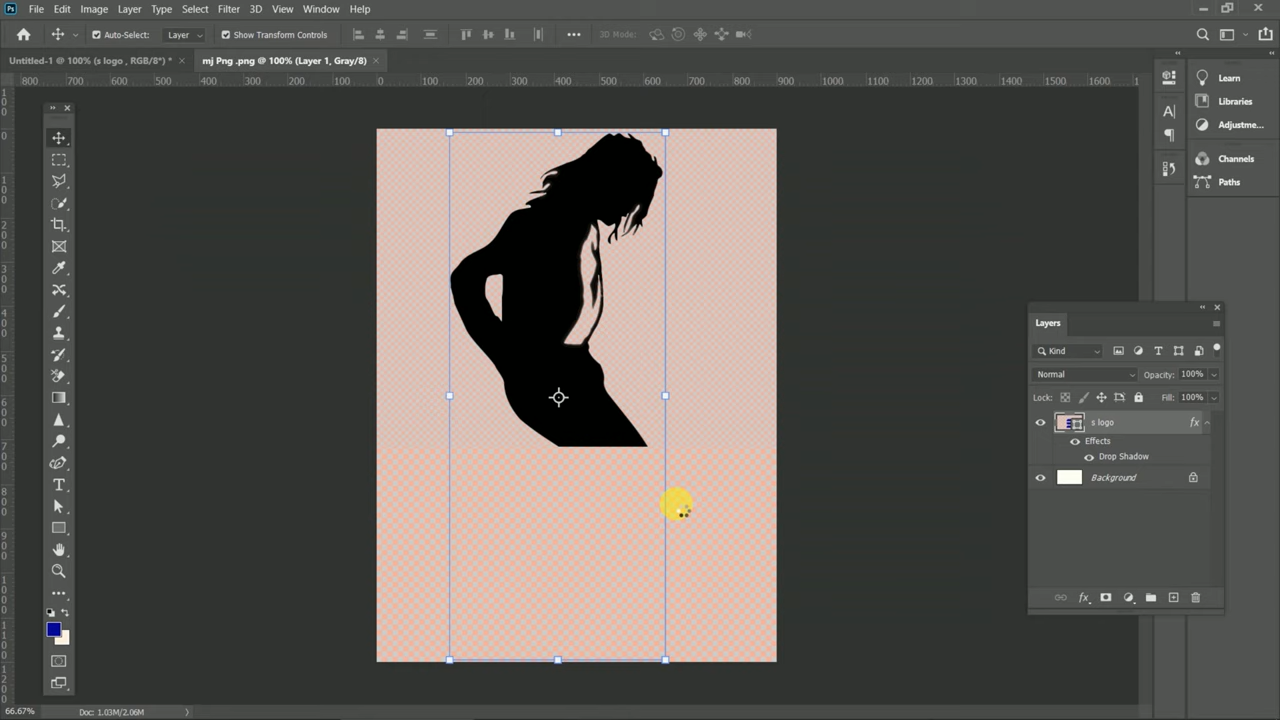 Ps File Edit Image Layer Type Select Filter 3D View Window Help
Auto-Select: Layer Show Transform Controls 3D Mode:
Untitled-1 @ 100% (s logo , RGB/8*) * × mj Png .png @ 100% (Layer 1, Gray/8) ×
800 700 600 500 400 300 200 100 0 100 200 300 400 500 600 700 800 900 1000 1100 1200 1300 1400 1500 1600
Learn
Libraries
Adjustme...
Channels
Paths
Layers
Kind
Normal Opacity: 100%
Lock: Fill: 100%
s logo fx
Effects
Drop Shadow
Background
fx
66.67% Doc: 1.03M/2.06M